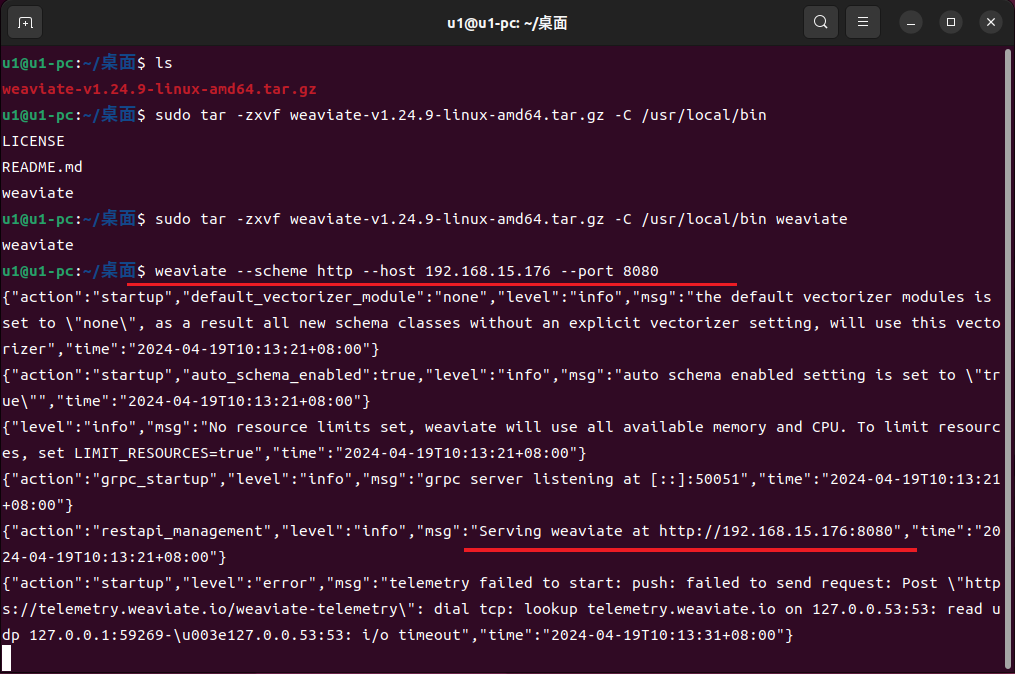 u1@u1-pc: ~/桌面
u1@u1-pc:~/桌面$ ls
weaviate-v1.24.9-linux-amd64.tar.gz
u1@u1-pc:~/桌面$ sudo tar -zxvf weaviate-v1.24.9-linux-amd64.tar.gz -C /usr/local/bin
LICENSE
README.md
weaviate
u1@u1-pc:~/桌面$ sudo tar -zxvf weaviate-v1.24.9-linux-amd64.tar.gz -C /usr/local/bin weaviate
weaviate
u1@u1-pc:~/桌面$ weaviate --scheme http --host 192.168.15.176 --port 8080
{"action":"startup","default_vectorizer_module":"none","level":"info","msg":"the default vectorizer modules is
set to \"none\", as a result all new schema classes without an explicit vectorizer setting, will use this vecto
rizer","time":"2024-04-19T10:13:21+08:00"}
{"action":"startup","auto_schema_enabled":true,"level":"info","msg":"auto schema enabled setting is set to \"tr
ue\"","time":"2024-04-19T10:13:21+08:00"}
{"level":"info","msg":"No resource limits set, weaviate will use all available memory and CPU. To limit resourc
es, set LIMIT_RESOURCES=true","time":"2024-04-19T10:13:21+08:00"}
{"action":"grpc_startup","level":"info","msg":"grpc server listening at [::]:50051","time":"2024-04-19T10:13:21
+08:00"}
{"action":"restapi_management","level":"info","msg":"Serving weaviate at http://192.168.15.176:8080","time":"20
24-04-19T10:13:21+08:00"}
{"action":"startup","level":"error","msg":"telemetry failed to start: push: failed to send request: Post \"http
s://telemetry.weaviate.io/weaviate-telemetry\": dial tcp: lookup telemetry.weaviate.io on 127.0.0.53:53: read u
dp 127.0.0.1:59269-\u003e127.0.0.53:53: i/o timeout","time":"2024-04-19T10:13:31+08:00"}